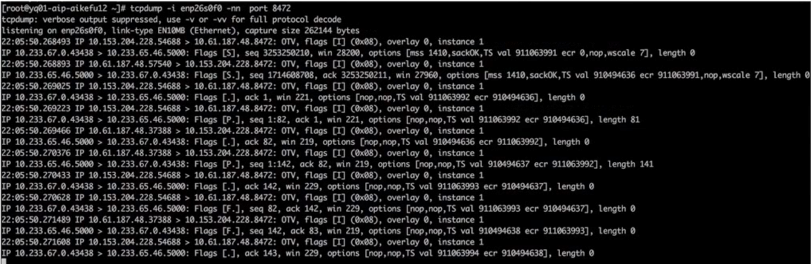 [root@yq01-aip-aikefu12 ~]# tcpdump -i enp26s0f0 -nn  port 8472
tcpdump: verbose output suppressed, use -v or -vv for full protocol decode
listening on enp26s0f0, link-type EN10MB (Ethernet), capture size 262144 bytes
22:05:50.268493 IP 10.153.204.228.54688 > 10.61.187.48.8472: OTV, flags [I] (0x08), overlay 0, instance 1
IP 10.233.67.0.43438 > 10.233.65.46.5000: Flags [S], seq 3253250210, win 28200, options [mss 1410,sackOK,TS val 911063991 ecr 0,nop,wscale 7], length 0
22:05:50.268893 IP 10.61.187.48.57540 > 10.153.204.228.8472: OTV, flags [I] (0x08), overlay 0, instance 1
IP 10.233.65.46.5000 > 10.233.67.0.43438: Flags [S.], seq 1714608708, ack 3253250211, win 27960, options [mss 1410,sackOK,TS val 910494636 ecr 911063991,nop,wscale 7], length 0
22:05:50.269025 IP 10.153.204.228.54688 > 10.61.187.48.8472: OTV, flags [I] (0x08), overlay 0, instance 1
IP 10.233.67.0.43438 > 10.233.65.46.5000: Flags [.], ack 1, win 221, options [nop,nop,TS val 911063992 ecr 910494636], length 0
22:05:50.269223 IP 10.153.204.228.54688 > 10.61.187.48.8472: OTV, flags [I] (0x08), overlay 0, instance 1
IP 10.233.67.0.43438 > 10.233.65.46.5000: Flags [P.], seq 1:82, ack 1, win 221, options [nop,nop,TS val 911063992 ecr 910494636], length 81
22:05:50.269466 IP 10.61.187.48.37388 > 10.153.204.228.8472: OTV, flags [I] (0x08), overlay 0, instance 1
IP 10.233.65.46.5000 > 10.233.67.0.43438: Flags [.], ack 82, win 219, options [nop,nop,TS val 910494636 ecr 911063992], length 0
22:05:50.270376 IP 10.61.187.48.37388 > 10.153.204.228.8472: OTV, flags [I] (0x08), overlay 0, instance 1
IP 10.233.65.46.5000 > 10.233.67.0.43438: Flags [P.], seq 1:142, ack 82, win 219, options [nop,nop,TS val 910494637 ecr 911063992], length 141
22:05:50.270433 IP 10.153.204.228.54688 > 10.61.187.48.8472: OTV, flags [I] (0x08), overlay 0, instance 1
IP 10.233.67.0.43438 > 10.233.65.46.5000: Flags [.], ack 142, win 229, options [nop,nop,TS val 911063993 ecr 910494637], length 0
22:05:50.270628 IP 10.153.204.228.54688 > 10.61.187.48.8472: OTV, flags [I] (0x08), overlay 0, instance 1
IP 10.233.67.0.43438 > 10.233.65.46.5000: Flags [F.], seq 82, ack 142, win 229, options [nop,nop,TS val 911063993 ecr 910494637], length 0
22:05:50.271489 IP 10.61.187.48.37388 > 10.153.204.228.8472: OTV, flags [I] (0x08), overlay 0, instance 1
IP 10.233.65.46.5000 > 10.233.67.0.43438: Flags [F.], seq 142, ack 83, win 219, options [nop,nop,TS val 910494638 ecr 911063993], length 0
22:05:50.271608 IP 10.153.204.228.54688 > 10.61.187.48.8472: OTV, flags [I] (0x08), overlay 0, instance 1
IP 10.233.67.0.43438 > 10.233.65.46.5000: Flags [.], ack 143, win 229, options [nop,nop,TS val 911063994 ecr 910494638], length 0